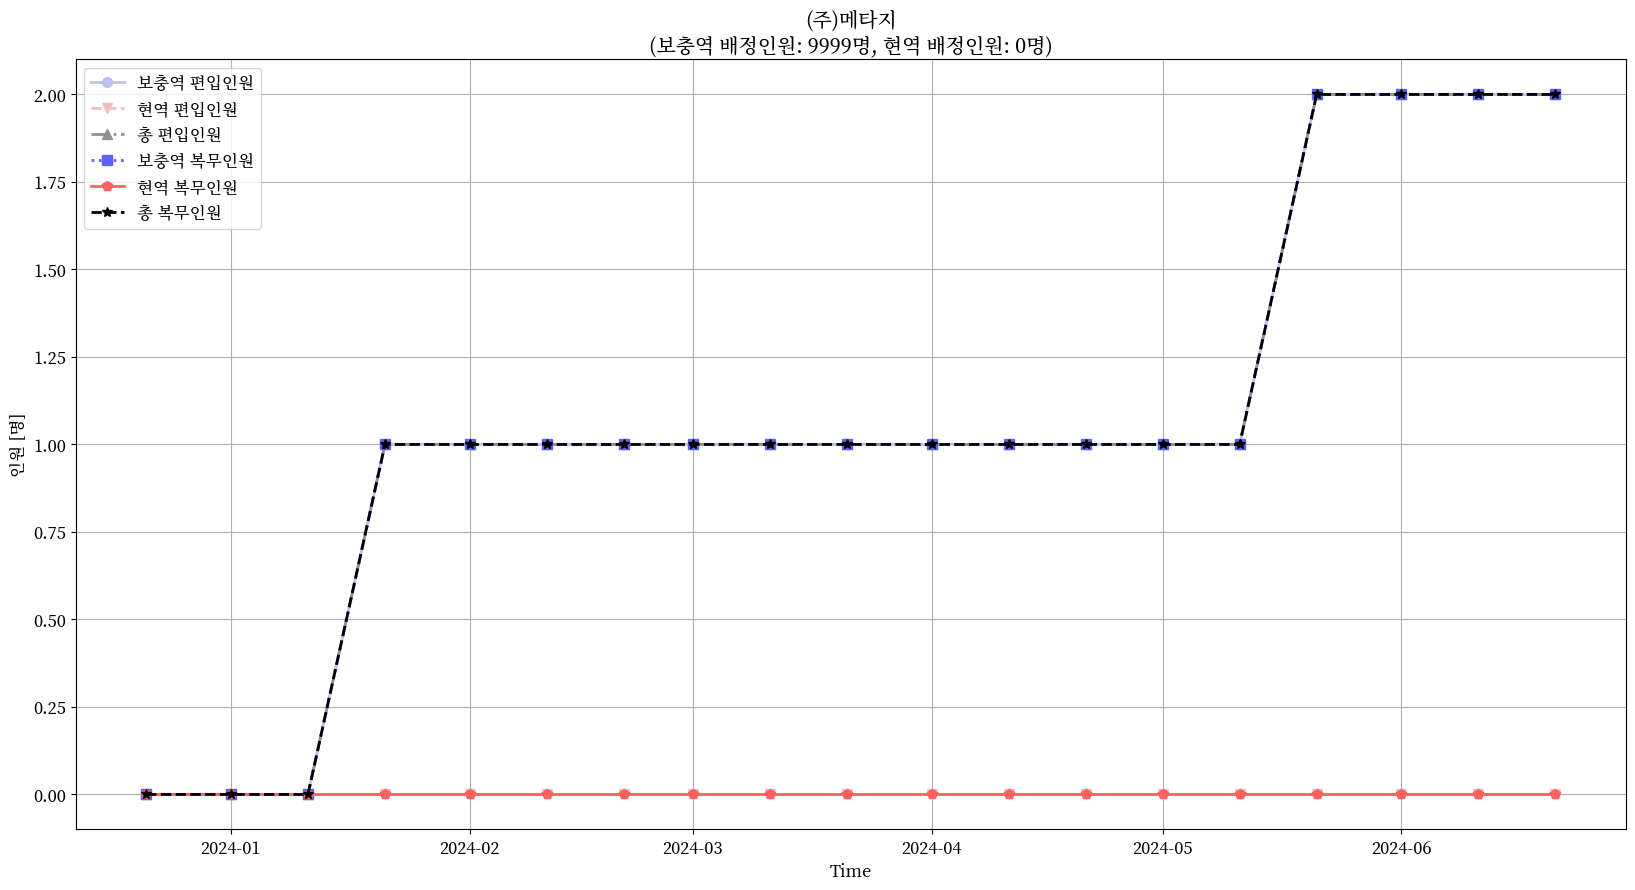 (주)메타지
(보충역 배정인원: 9999명, 현역 배정인원: 0명)
보충역 편입인원
현역 편입인원
총 편입인원
보충역 복무인원
현역 복무인원
총 복무인원
2.00
1.75
1.50
1.25
1.00
0.75
0.50
0.25
0.00
인원 [명]
2024-01
2024-02
2024-03
2024-04
2024-05
2024-06
Time